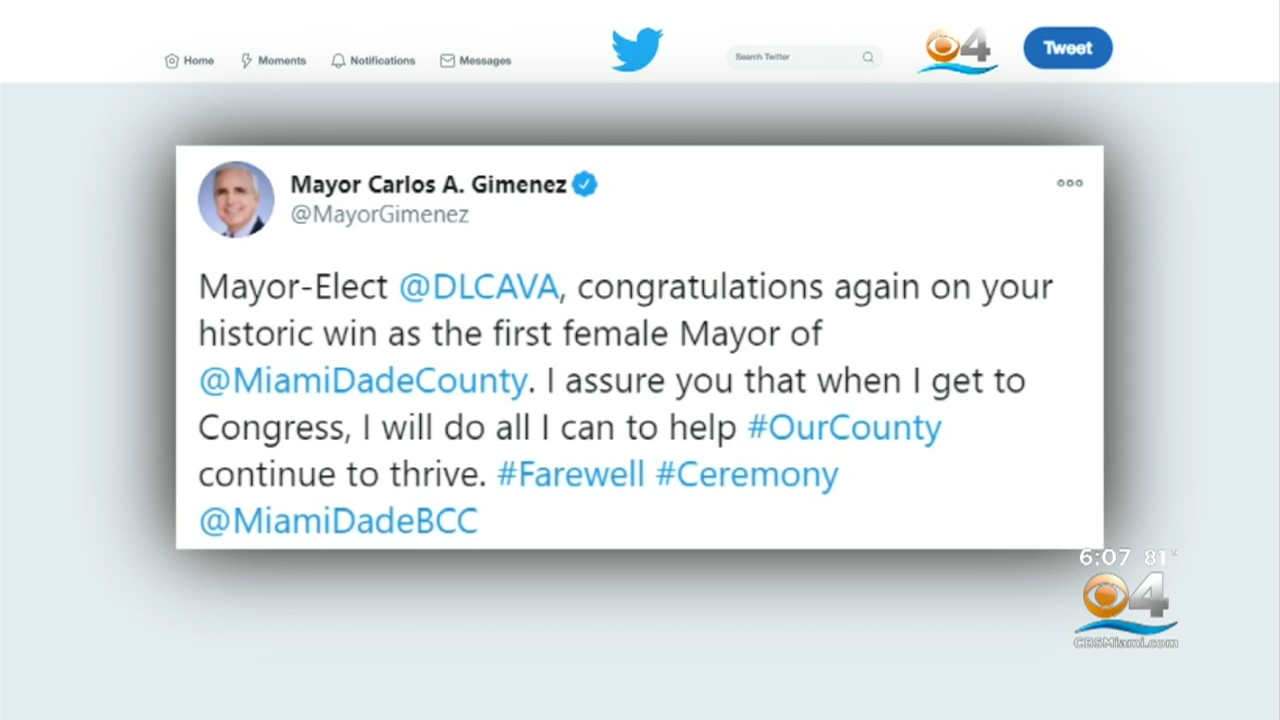 Home Moments Notifications Messages Search Twitter 4 Tweet
Mayor Carlos A. Gimenez
@MayorGimenez
Mayor-Elect @DLCAVA, congratulations again on your
historic win as the first female Mayor of
@MiamiDadeCounty. I assure you that when I get to
Congress, I will do all I can to help #OurCounty
continue to thrive. #Farewell #Ceremony
@MiamiDadeBCC
6:07 81°
4
CBSMiami.com